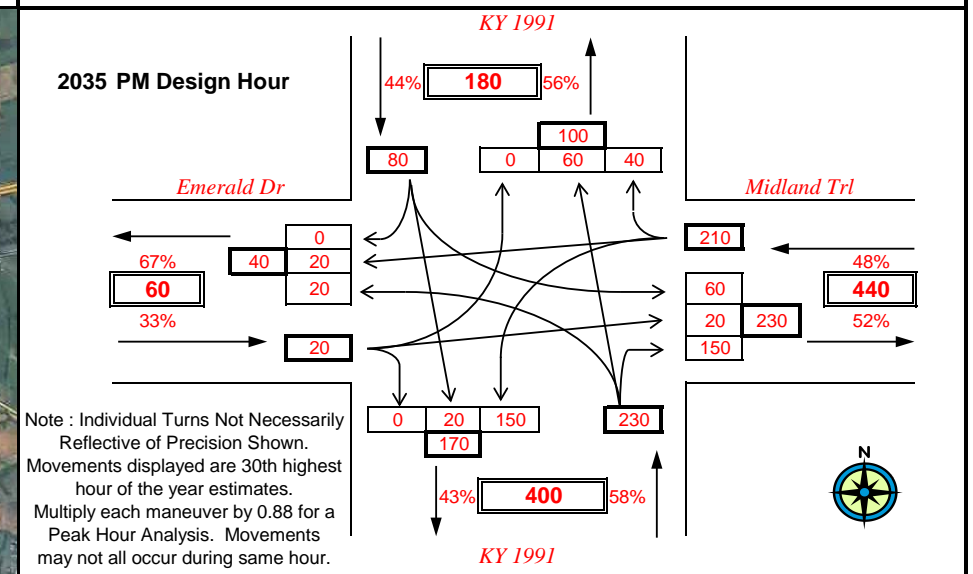 KY 1991
2035 PM Design Hour
44% 180 56%
100
80 0 60 40
Emerald Dr Midland Trl
0 210
67% 40 20 48%
60 20 60 440
33% 20 230 52%
20 150
0 20 150 230
170
Note : Individual Turns Not Necessarily
Reflective of Precision Shown.
Movements displayed are 30th highest
hour of the year estimates.
Multiply each maneuver by 0.88 for a
Peak Hour Analysis. Movements
may not all occur during same hour.
N
43% 400 58%
KY 1991